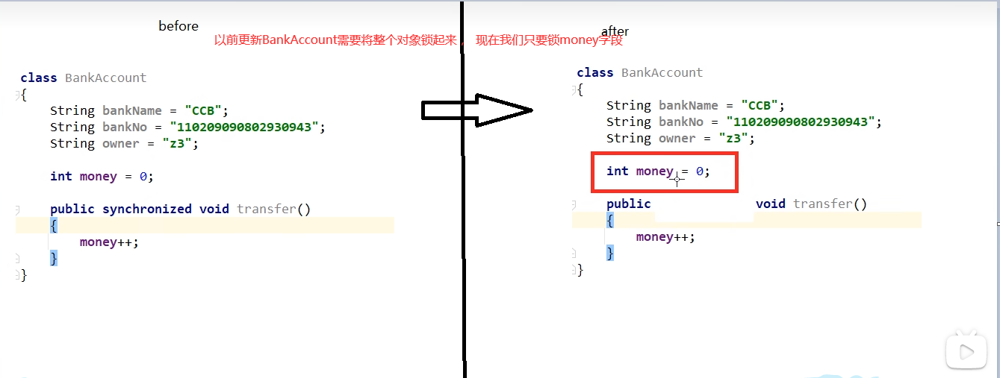 before
after
以前更新BankAccount需要将整个对象锁起来， 现在我们只要锁money字段
class BankAccount
{
String bankName = "CCB";
String bankNo = "110209090802930943";
String owner = "z3";
int money = 0;
public synchronized void transfer()
{
money++;
}
}
class BankAccount
{
String bankName = "CCB";
String bankNo = "110209090802930943";
String owner = "z3";
int money = 0;
public void transfer()
{
money++;
}
}